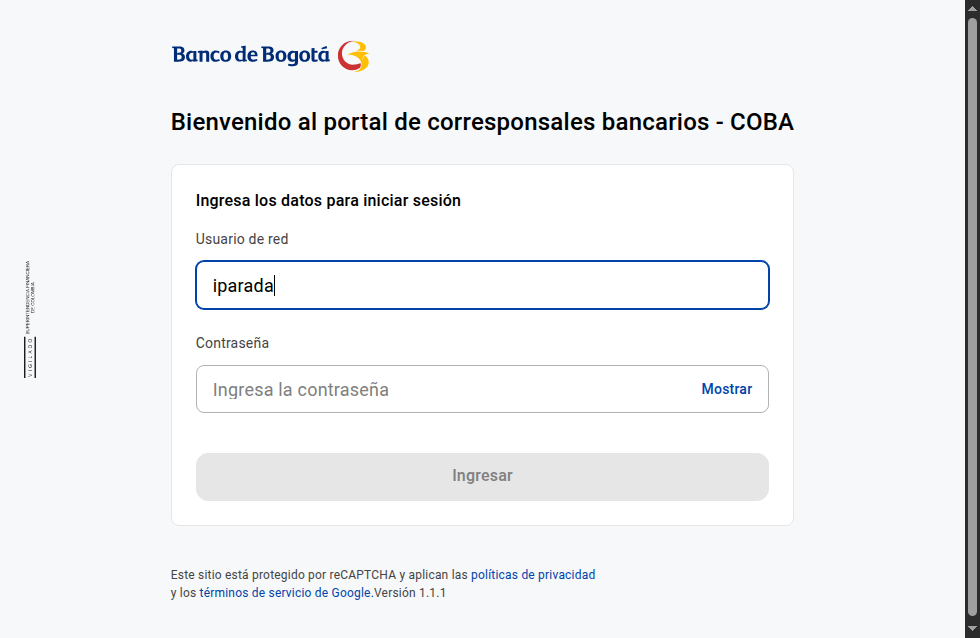 Banco de Bogotá
Bienvenido al portal de corresponsales bancarios - COBA
Ingresa los datos para iniciar sesión
Usuario de red
iparada
Contraseña
Ingresa la contraseña
Mostrar
Ingresar
VIGILADO
SUPERINTENDENCIA FINANCIERA
DE COLOMBIA
Este sitio está protegido por reCAPTCHA y aplican las políticas de privacidad
y los términos de servicio de Google.Versión 1.1.1